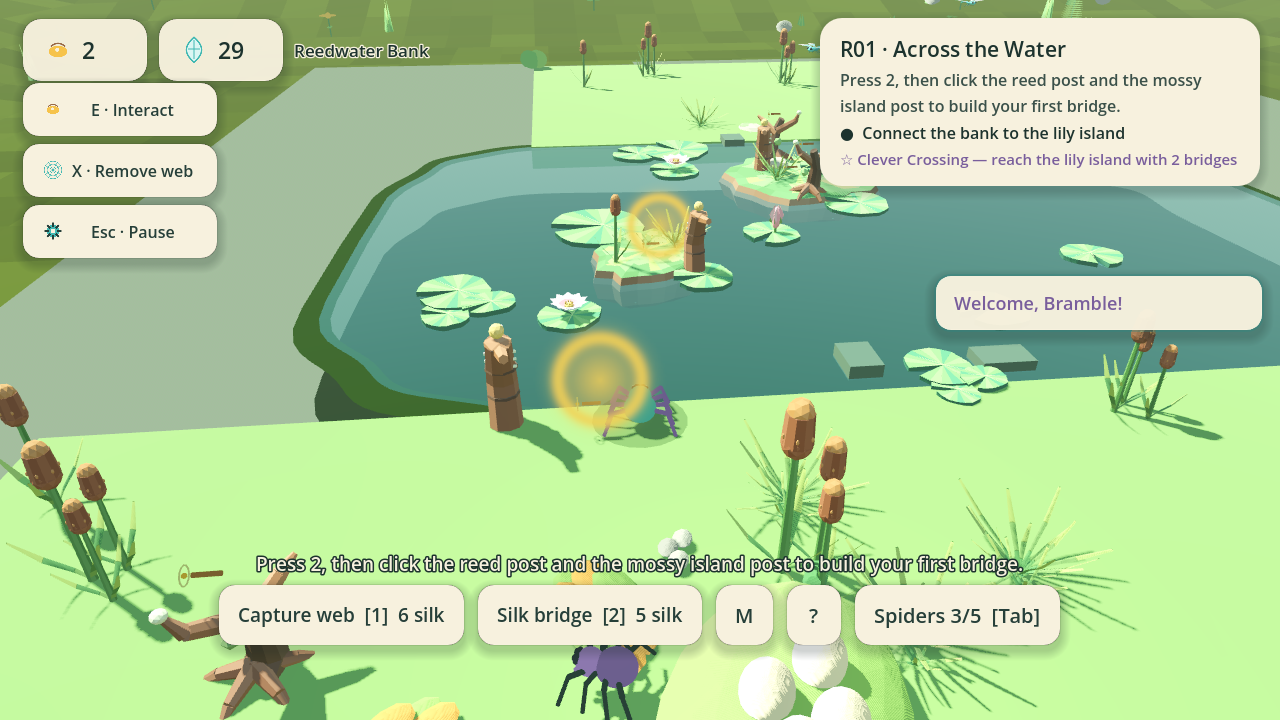 2
29
Reedwater Bank
E · Interact
X · Remove web
Esc · Pause
R01 · Across the Water
Press 2, then click the reed post and the mossy
island post to build your first bridge.
Connect the bank to the lily island
☆ Clever Crossing — reach the lily island with 2 bridges
Welcome, Bramble!
Press 2, then click the reed post and the mossy island post to build your first bridge.
Capture web [1] 6 silk
Silk bridge [2] 5 silk
M
?
Spiders 3/5 [Tab]